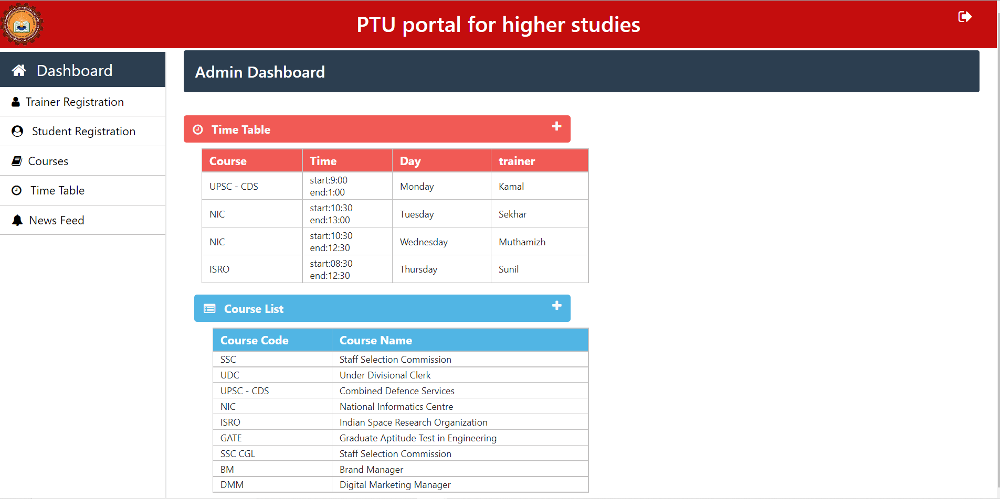 PTU portal for higher studies
Dashboard
Trainer Registration
Student Registration
Courses
Time Table
News Feed
Admin Dashboard
Time Table
Course Time Day trainer
UPSC - CDS start:9:00 Monday Kamal
end:1:00
NIC start:10:30 Tuesday Sekhar
end:13:00
NIC start:10:30 Wednesday Muthamizh
end:12:30
ISRO start:08:30 Thursday Sunil
end:12:30
Course List
Course Code Course Name
SSC Staff Selection Commission
UDC Under Divisional Clerk
UPSC - CDS Combined Defence Services
NIC National Informatics Centre
ISRO Indian Space Research Organization
GATE Graduate Aptitude Test in Engineering
SSC CGL Staff Selection Commission
BM Brand Manager
DMM Digital Marketing Manager